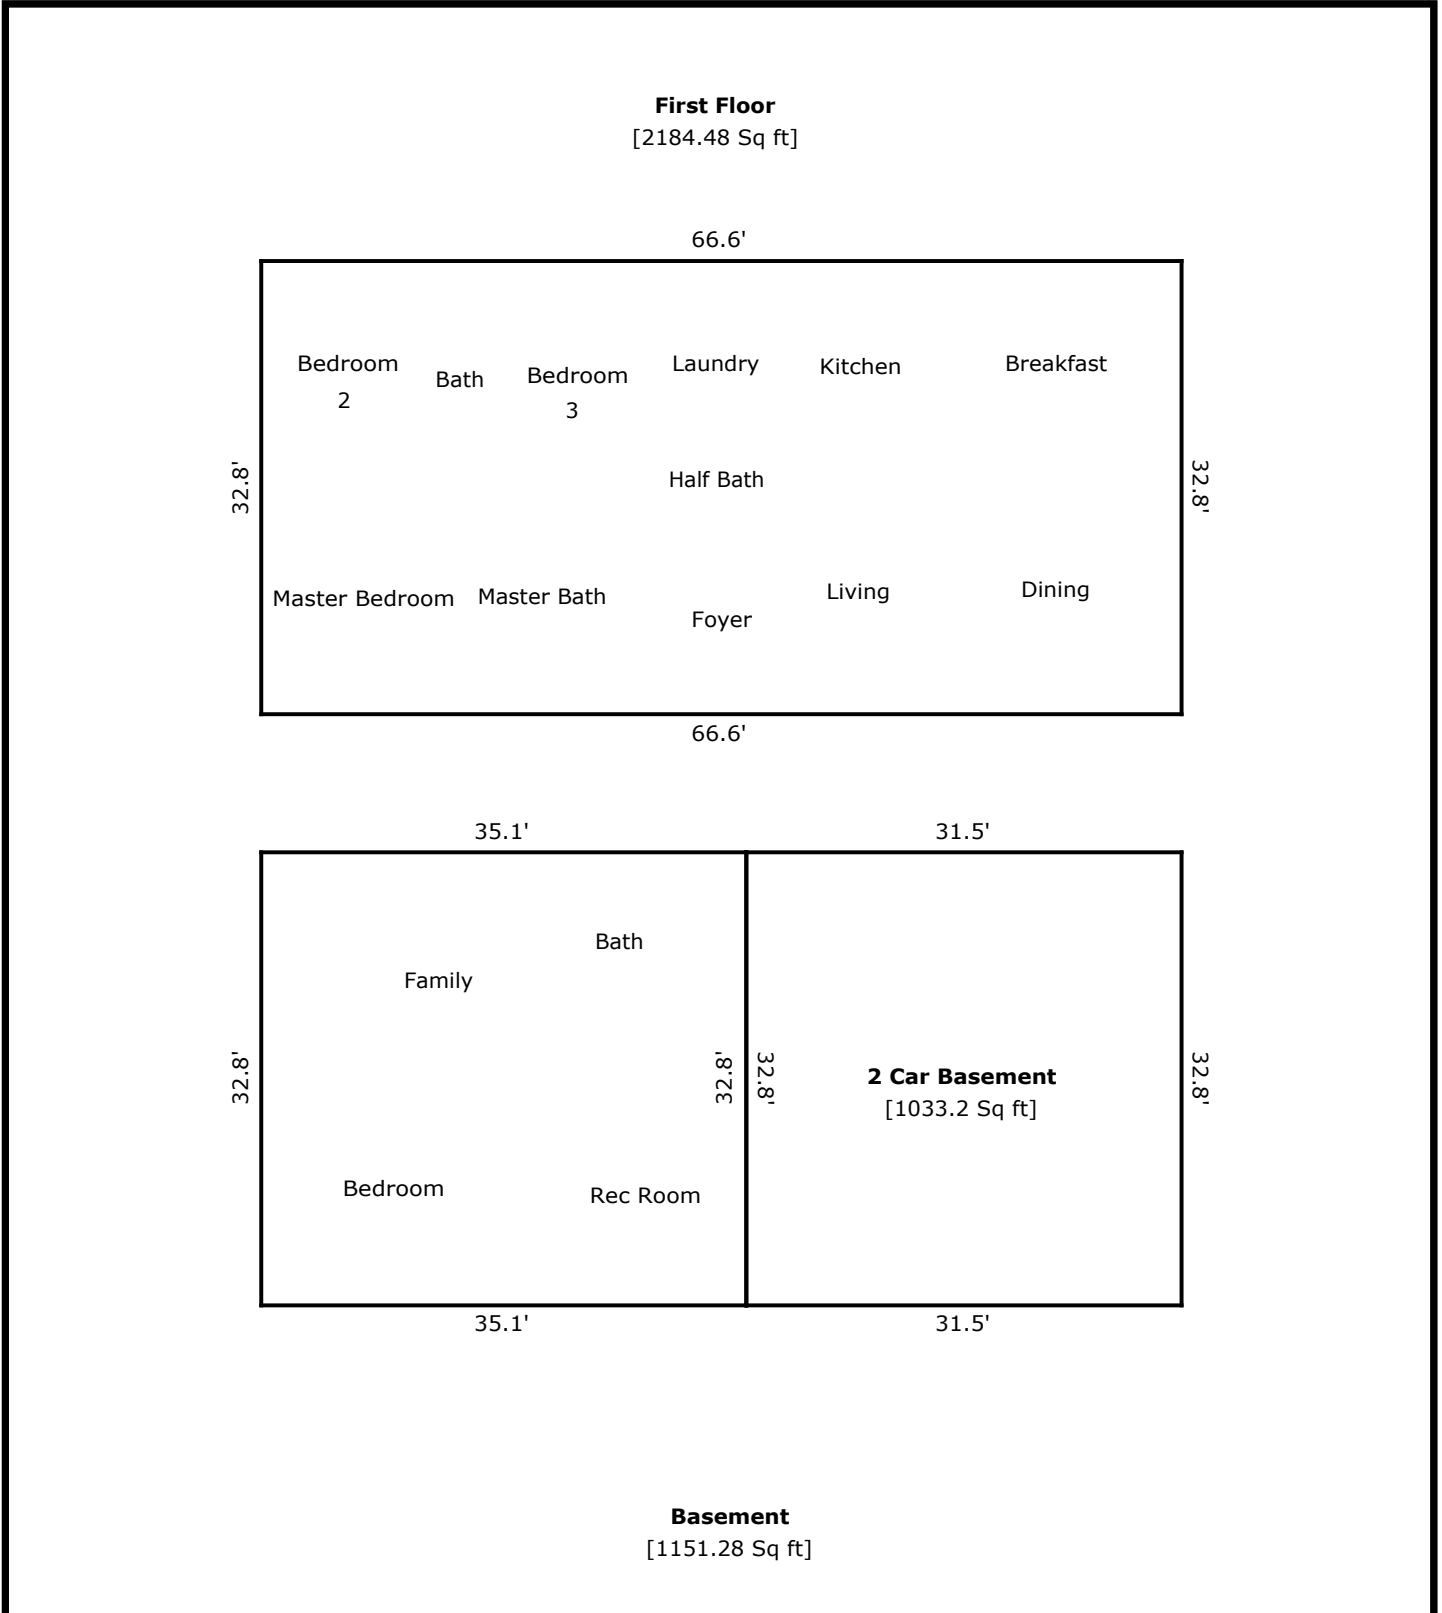 First Floor
[2184.48 Sq ft]
66.6'
Bedroom
2
Bath
Bedroom
3
Laundry
Kitchen
Breakfast
32.8'
Half Bath
32.8'
Master Bedroom
Master Bath
Foyer
Living
Dining
66.6'
35.1'
31.5'
Bath
Family
32.8'
32.8'
32.8'
2 Car Basement
[1033.2 Sq ft]
32.8'
Bedroom
Rec Room
35.1'
31.5'
Basement
[1151.28 Sq ft]